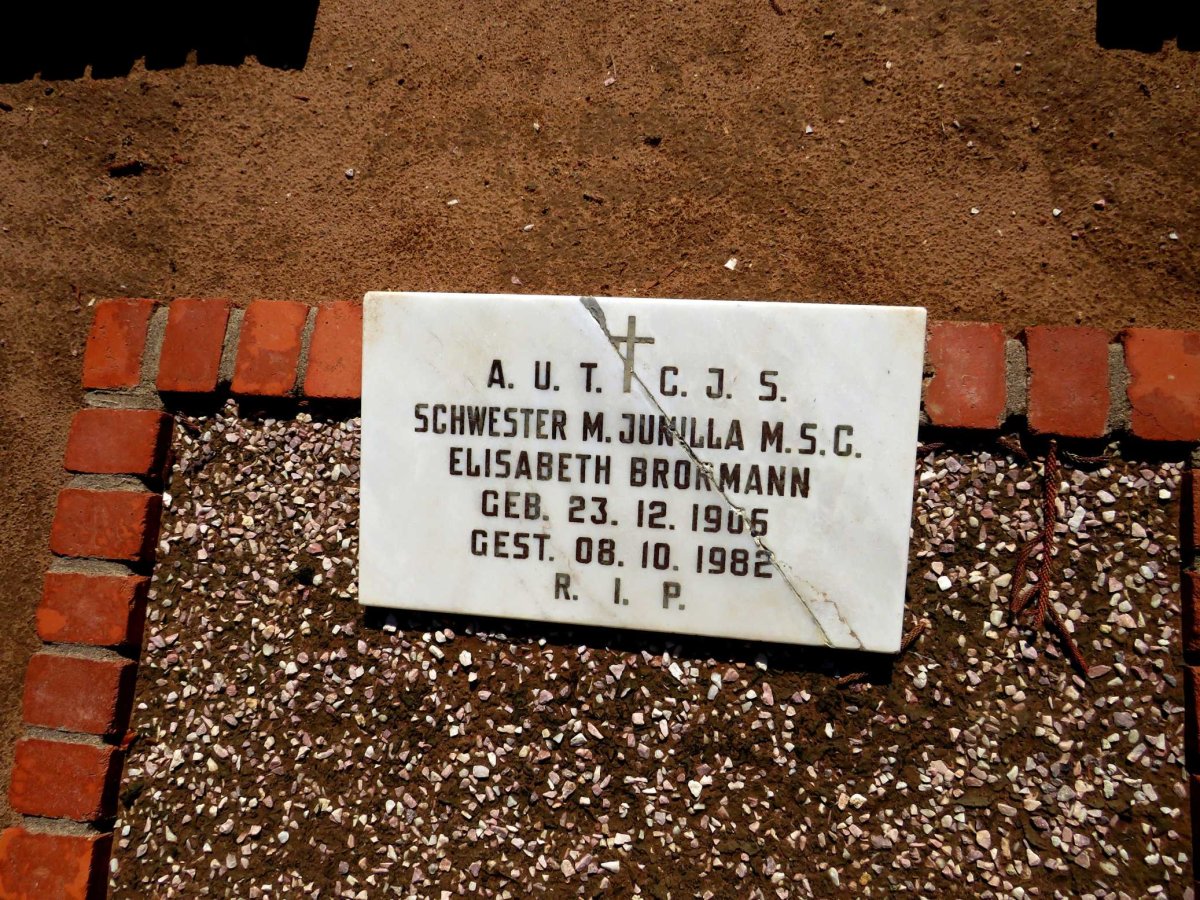 A. U. T. C. J. S.
SCHWESTER M. JUNILLA M.S.C.
ELISABETH BRORMANN
GEB. 23. 12. 1906
GEST. 08. 10. 1982
R. I. P.